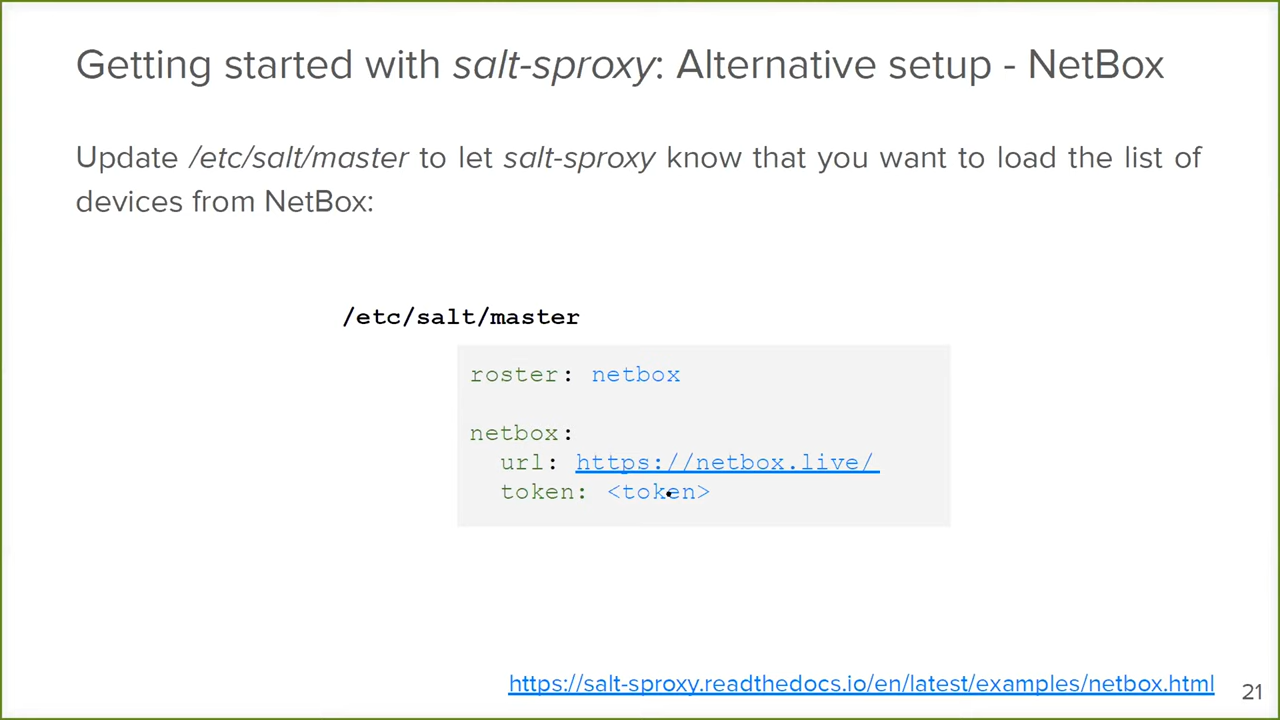 Getting started with salt-sproxy: Alternative setup - NetBox
Update /etc/salt/master to let salt-sproxy know that you want to load the list of
devices from NetBox:
/etc/salt/master
roster: netbox
netbox:
url: https://netbox.live/
token: <token>
https://salt-sproxy.readthedocs.io/en/latest/examples/netbox.html
21